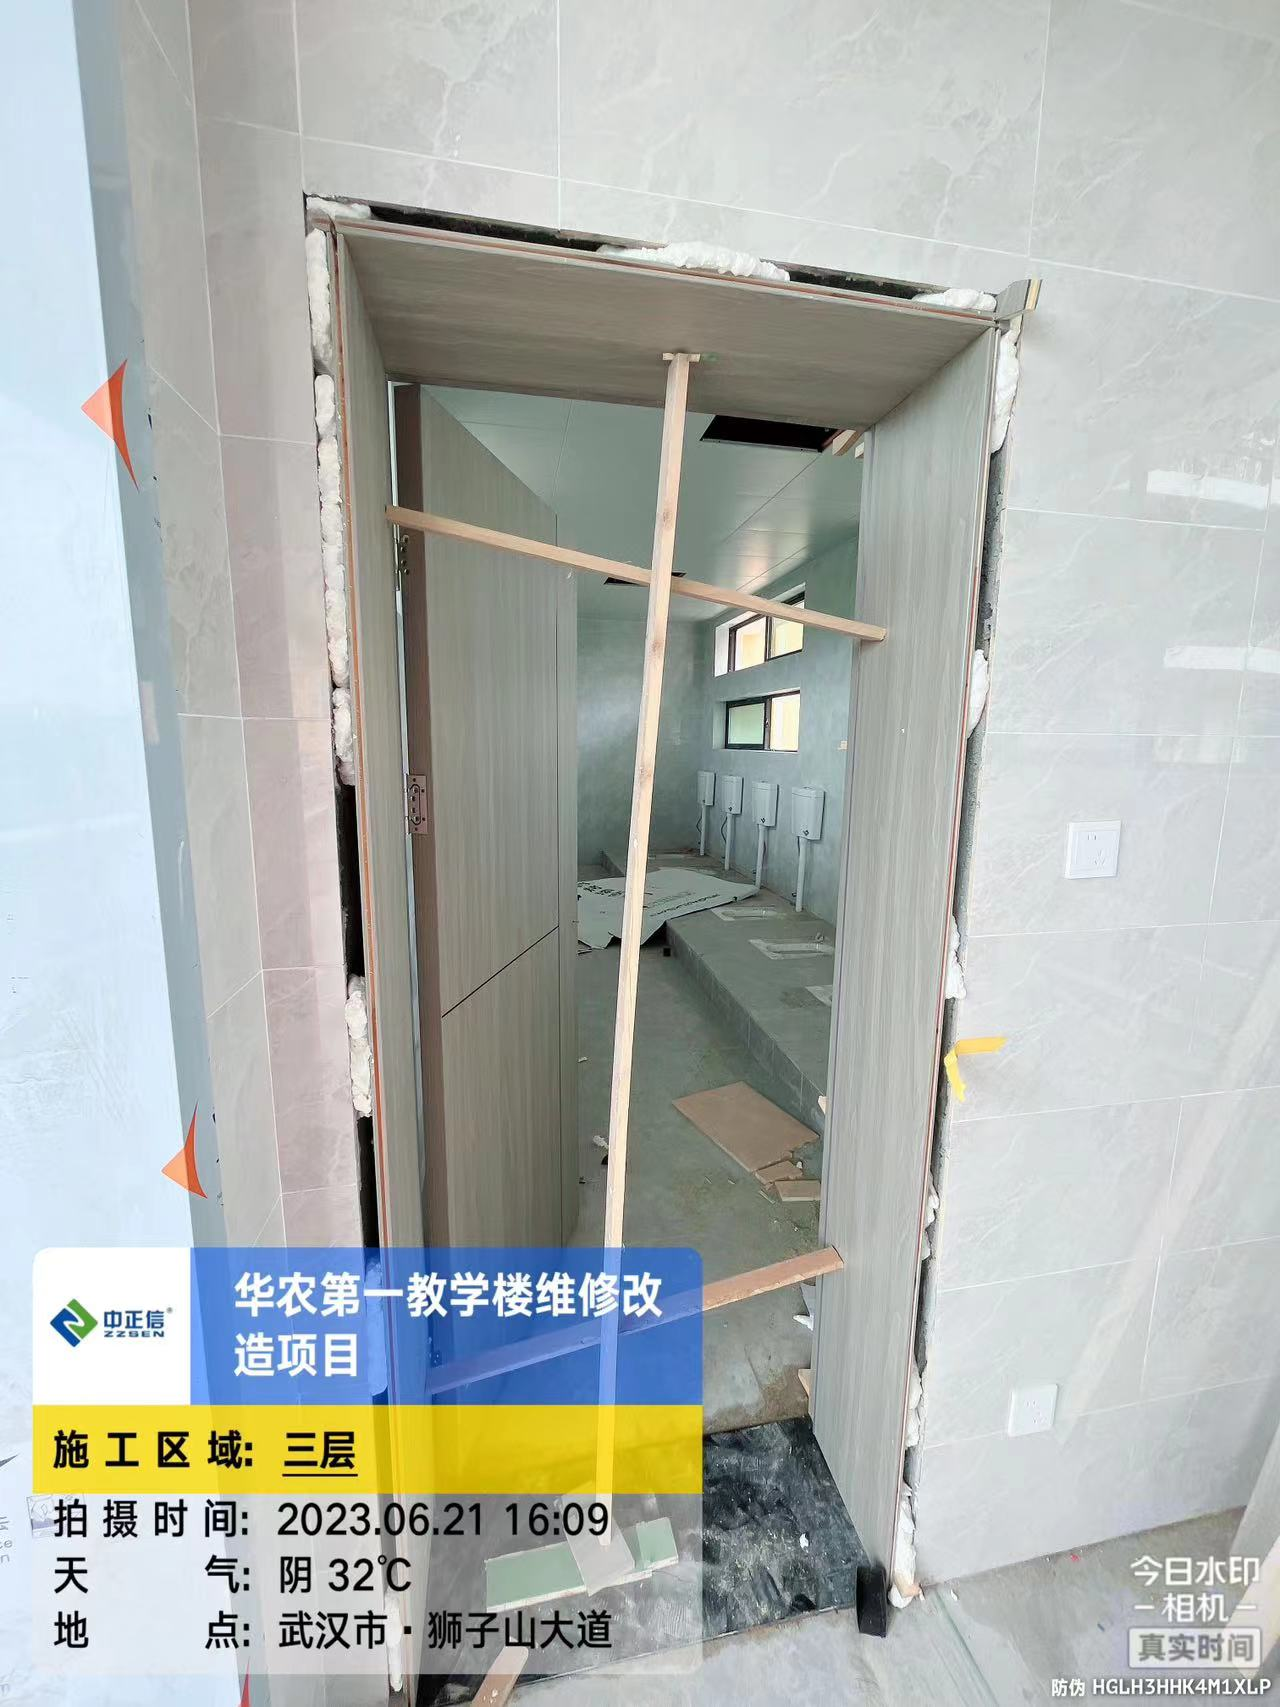 中正信®
ZZSEN
华农第一教学楼维修改
造项目
施工区域: 三层
拍摄时间: 2023.06.21 16:09
天气: 阴 32℃
地点: 武汉市·狮子山大道
今日水印
-相机-
真实时间
防伪 HGLH3HHK4M1XLP